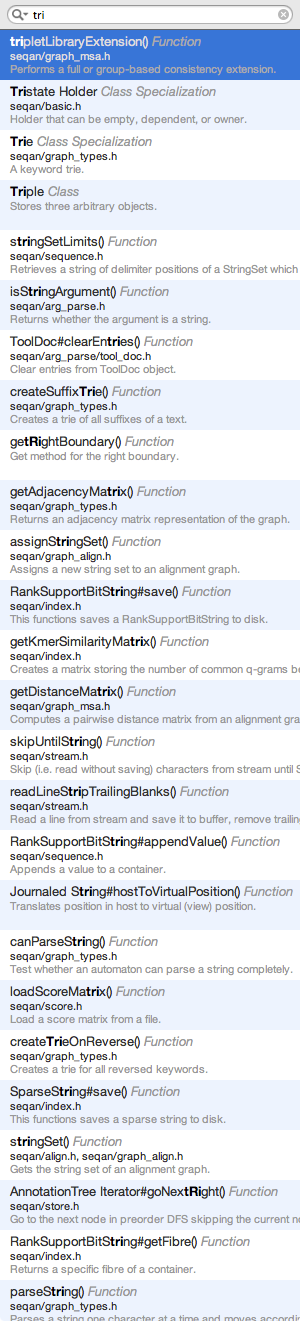 tri
tripletLibraryExtension() Function
seqan/graph_msa.h
Performs a full or group-based consistency extension.
Tristate Holder Class Specialization
seqan/basic.h
Holder that can be empty, dependent, or owner.
Trie Class Specialization
seqan/graph_types.h
A keyword trie.
Triple Class
Stores three arbitrary objects.
stringSetLimits() Function
seqan/sequence.h
Retrieves a string of delimiter positions of a StringSet which
isStringArgument() Function
seqan/arg_parse.h
Returns whether the argument is a string.
ToolDoc#clearEntries() Function
seqan/arg_parse/tool_doc.h
Clear entries from ToolDoc object.
createSuffixTrie() Function
seqan/graph_types.h
Creates a trie of all suffixes of a text.
getRightBoundary() Function
Get method for the right boundary.
getAdjacencyMatrix() Function
seqan/graph_types.h
Returns an adjacency matrix representation of the graph.
assignStringSet() Function
seqan/graph_align.h
Assigns a new string set to an alignment graph.
RankSupportBitString#save() Function
seqan/index.h
This functions saves a RankSupportBitString to disk.
getKmerSimilarityMatrix() Function
seqan/index.h
Creates a matrix storing the number of common q-grams be
getDistanceMatrix() Function
seqan/graph_msa.h
Computes a pairwise distance matrix from an alignment gra
skipUntilString() Function
seqan/stream.h
Skip (i.e. read without saving) characters from stream until S
readLineStripTrailingBlanks() Function
seqan/stream.h
Read a line from stream and save it to buffer, remove trailin
RankSupportBitString#appendValue() Function
seqan/sequence.h
Appends a value to a container.
Journaled String#hostToVirtualPosition() Function
Translates position in host to virtual (view) position.
canParseString() Function
seqan/graph_types.h
Test whether an automaton can parse a string completely.
loadScoreMatrix() Function
seqan/score.h
Load a score matrix from a file.
createTrieOnReverse() Function
seqan/graph_types.h
Creates a trie for all reversed keywords.
SparseString#save() Function
seqan/index.h
This functions saves a sparse string to disk.
stringSet() Function
seqan/align.h, seqan/graph_align.h
Gets the string set of an alignment graph.
AnnotationTree Iterator#goNextRight() Function
seqan/store.h
Go to the next node in preorder DFS skipping the current n
RankSupportBitString#getFibre() Function
seqan/index.h
Returns a specific fibre of a container.
parseString() Function
seqan/graph_types.h
Parses a string one character at a time and moves accordi